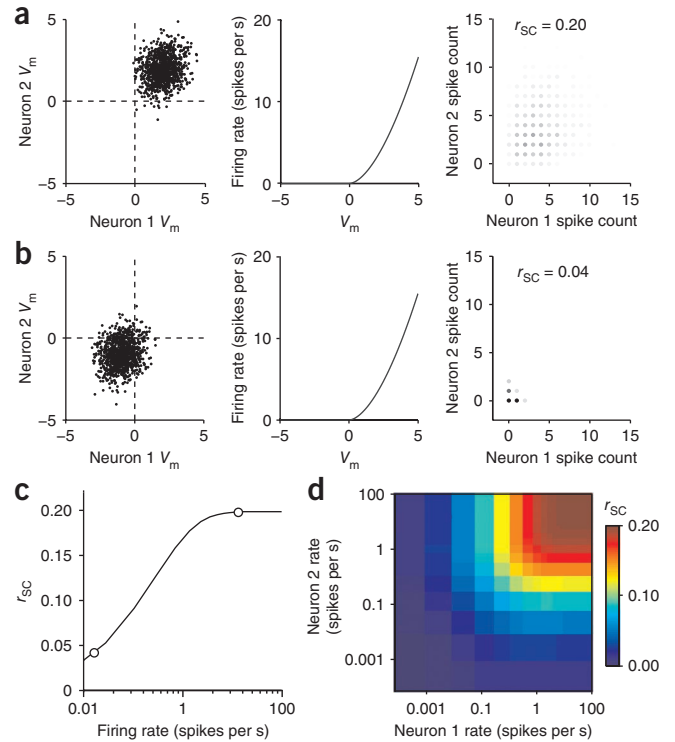 a
5
0
−5
−5
0
5
Neuron 2 Vm
Neuron 1 Vm
20
10
0
−5
0
5
Firing rate (spikes per s)
Vm
rSC = 0.20
15
10
5
0
0
5
10
15
Neuron 2 spike count
Neuron 1 spike count
b
5
0
−5
−5
0
5
Neuron 2 Vm
Neuron 1 Vm
20
10
0
−5
0
5
Firing rate (spikes per s)
Vm
rSC = 0.04
15
10
5
0
0
5
10
15
Neuron 2 spike count
Neuron 1 spike count
c
0.20
0.15
0.10
0.05
0
0.01
1
100
rSC
Firing rate (spikes per s)
d
100
1
0.1
0.001
0.001
0.1
1
100
Neuron 2 rate
(spikes per s)
Neuron 1 rate (spikes per s)
rSC
0.20
0.10
0.00